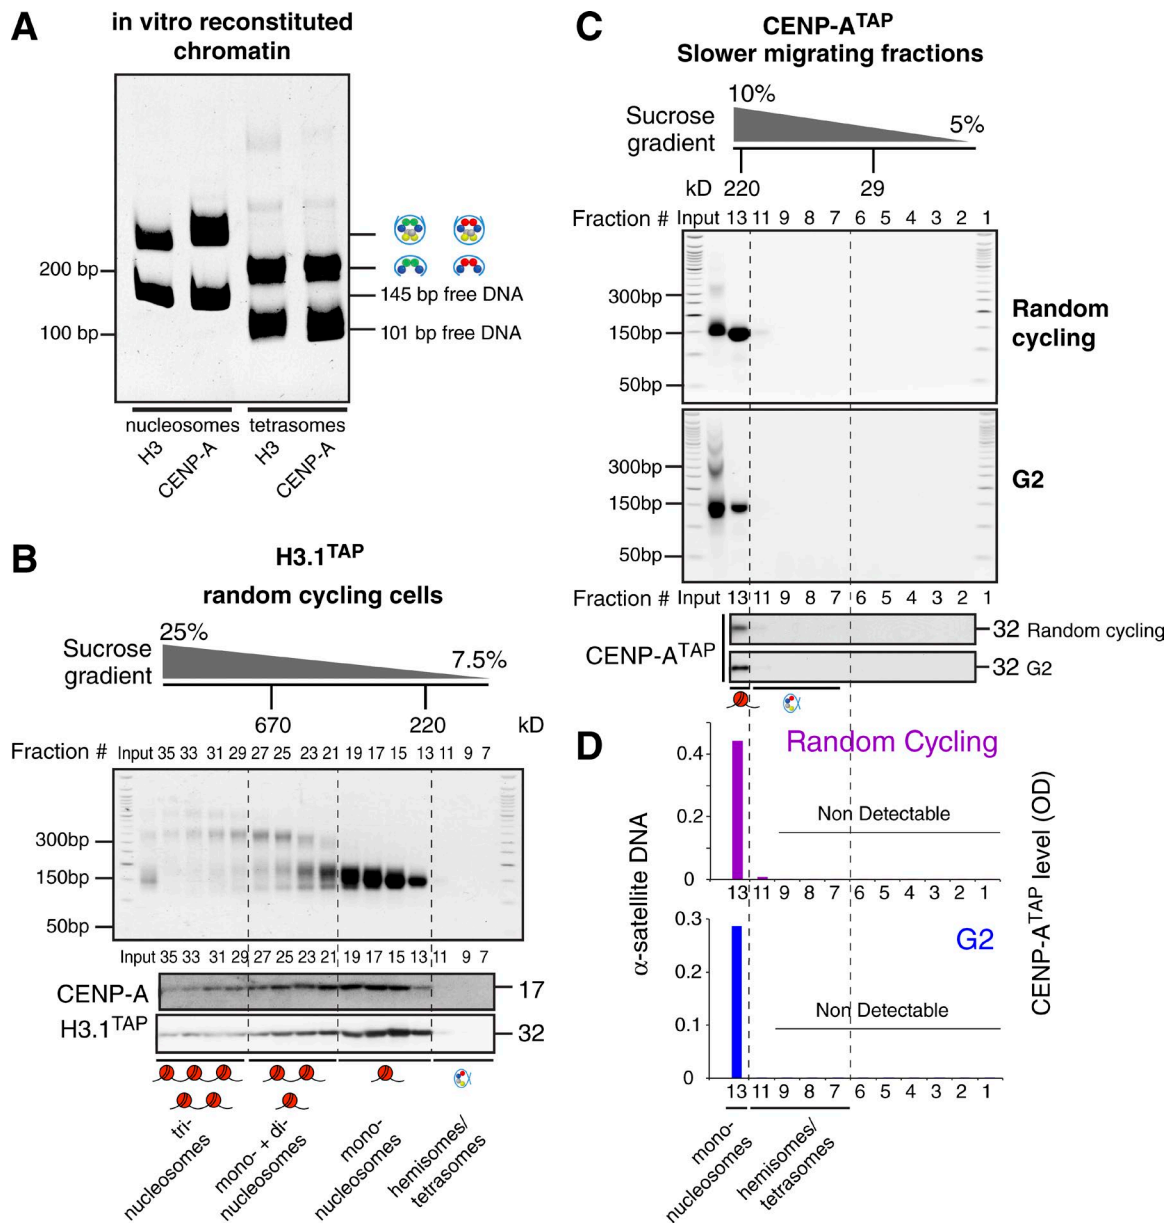 A
in vitro reconstituted
chromatin
200 bp
100 bp
145 bp free DNA
101 bp free DNA
nucleosomes tetrasomes
H3 CENP-A H3 CENP-A
B
H3.1TAP
random cycling cells
25%
Sucrose
gradient
7.5%
670 220 kD
Fraction # Input 35 33 31 29 27 25 23 21 19 17 15 13 11 9 7
300bp
150bp
50bp
Input 35 33 31 29 27 25 23 21 19 17 15 13 11 9 7
CENP-A 17
H3.1TAP 32
tri-
nucleosomes
mono- + di-
nucleosomes
mono-
nucleosomes
hemisomes/
tetrasomes
C
CENP-ATAP
Slower migrating fractions
10%
Sucrose
gradient
5%
kD 220 29
Fraction # Input 13 11 9 8 7 6 5 4 3 2 1
300bp
150bp
50bp
Random
cycling
300bp
150bp
50bp
G2
Fraction # Input 13 11 9 8 7 6 5 4 3 2 1
CENP-ATAP
32 Random cycling
32 G2
D
Random Cycling
0.4
0.2
0
Non Detectable
13 11 9 8 7 6 5 4 3 2 1
α-satellite DNA
CENP-ATAP level (OD)
G2
0.3
0.2
0.1
0
Non Detectable
13 11 9 8 7 6 5 4 3 2 1
mono-
nucleosomes
hemisomes/
tetrasomes